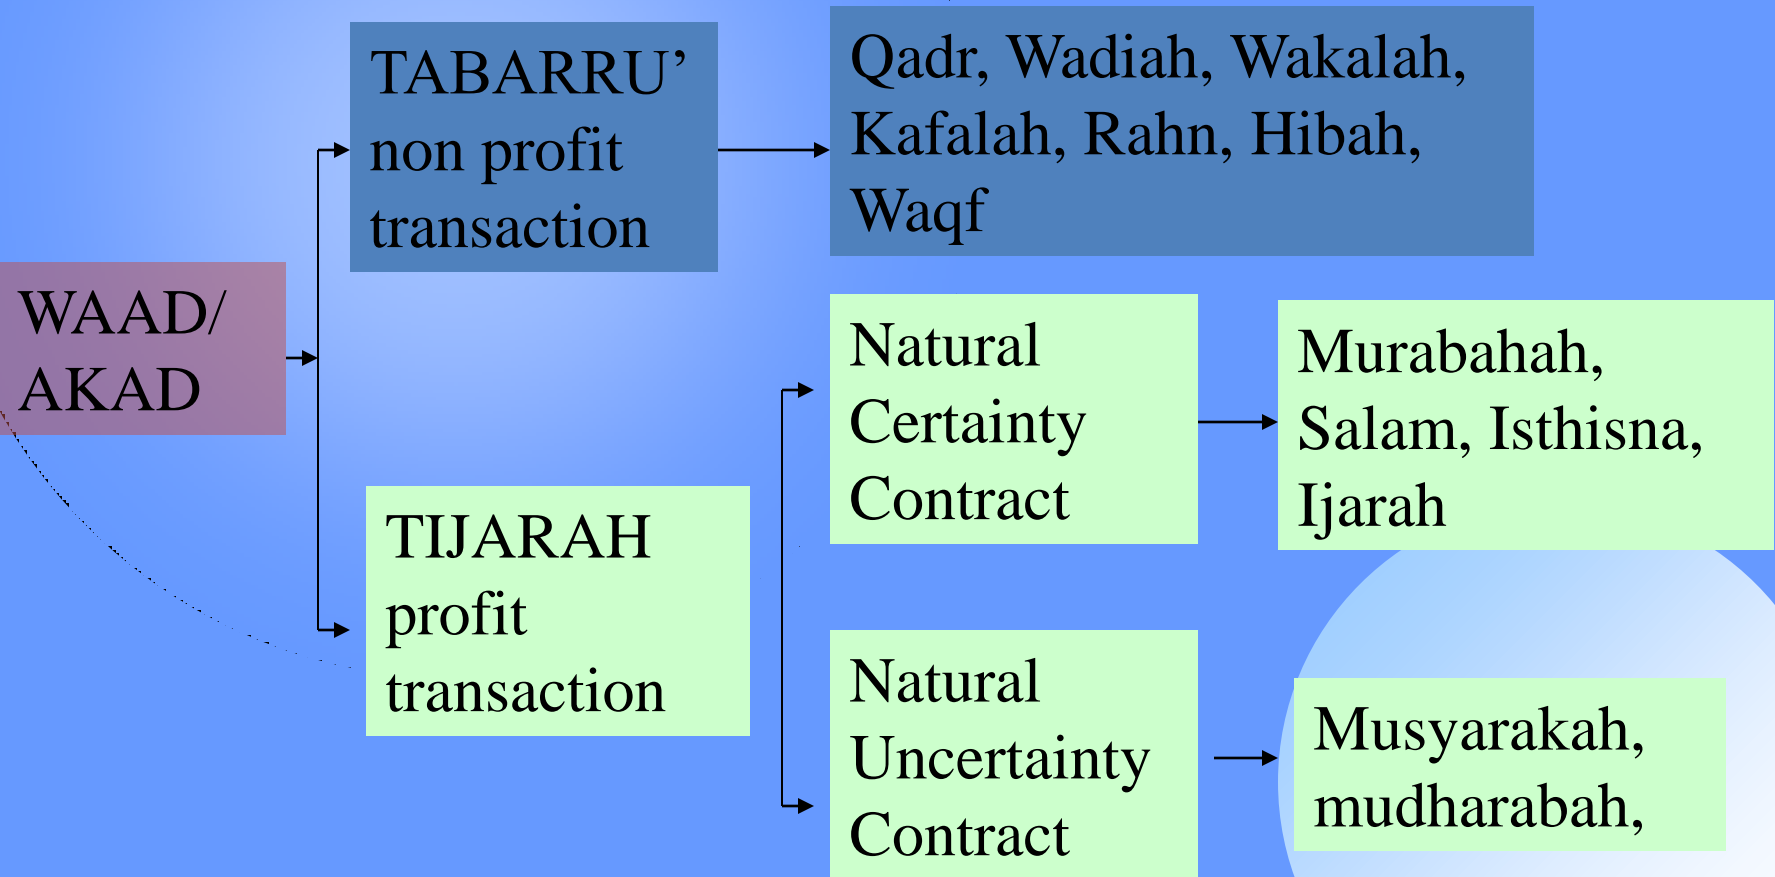 TABARRU’
non profit
transaction
Qadr, Wadiah, Wakalah,
Kafalah, Rahn, Hibah,
Waqf
WAAD/
AKAD
Natural
Certainty
Contract
Murabahah,
Salam, Isthisna,
Ijarah
TIJARAH
profit
transaction
Natural
Uncertainty
Contract
Musyarakah,
mudharabah,